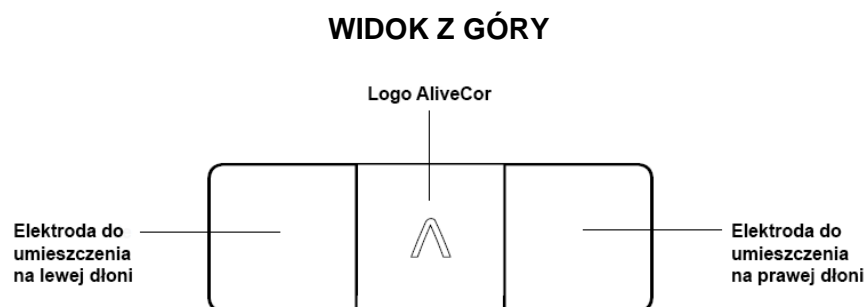 WIDOK Z GÓRY
Logo AliveCor
Elektroda do
umieszczenia
na lewej dłoni
Elektroda do
umieszczenia
na prawej dłoni